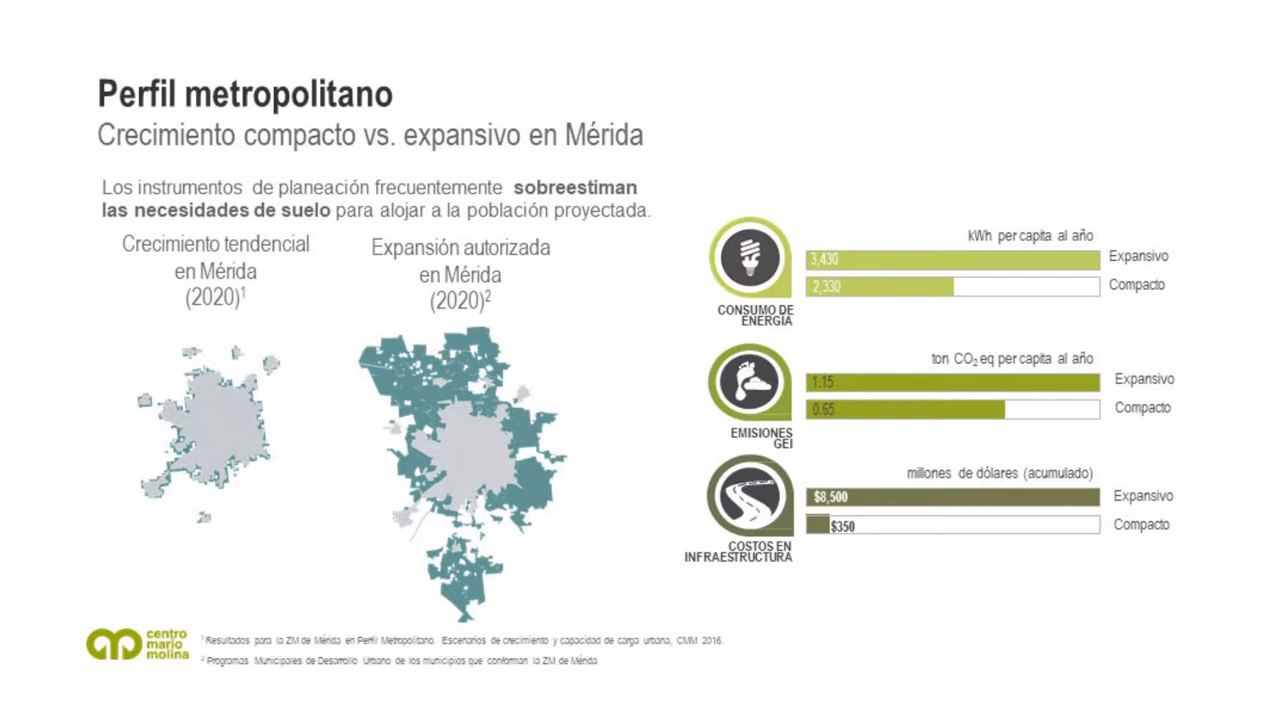 Perfil metropolitano
Crecimiento compacto vs. expansivo en Mérida
Los instrumentos de planeación frecuentemente sobreestiman
las necesidades de suelo para alojar a la población proyectada.
Crecimiento tendencial
en Mérida
(2020)¹
Expansión autorizada
en Mérida
(2020)²
kWh per capita al año
3,430
Expansivo
2,330
Compacto
CONSUMO DE
ENERGÍA
ton CO₂ eq per capita al año
1.15
Expansivo
0.65
Compacto
EMISIONES
GEI
millones de dólares (acumulado)
$8,500
Expansivo
$350
Compacto
COSTOS EN
INFRAESTRUCTURA
centro
mario
molina
¹ Resultados para la ZM de Mérida en Perfil Metropolitano. Escenarios de crecimiento y capacidad de carga urbana, CMM 2016.
² Programas Municipales de Desarrollo Urbano de los municipios que conforman la ZM de Mérida